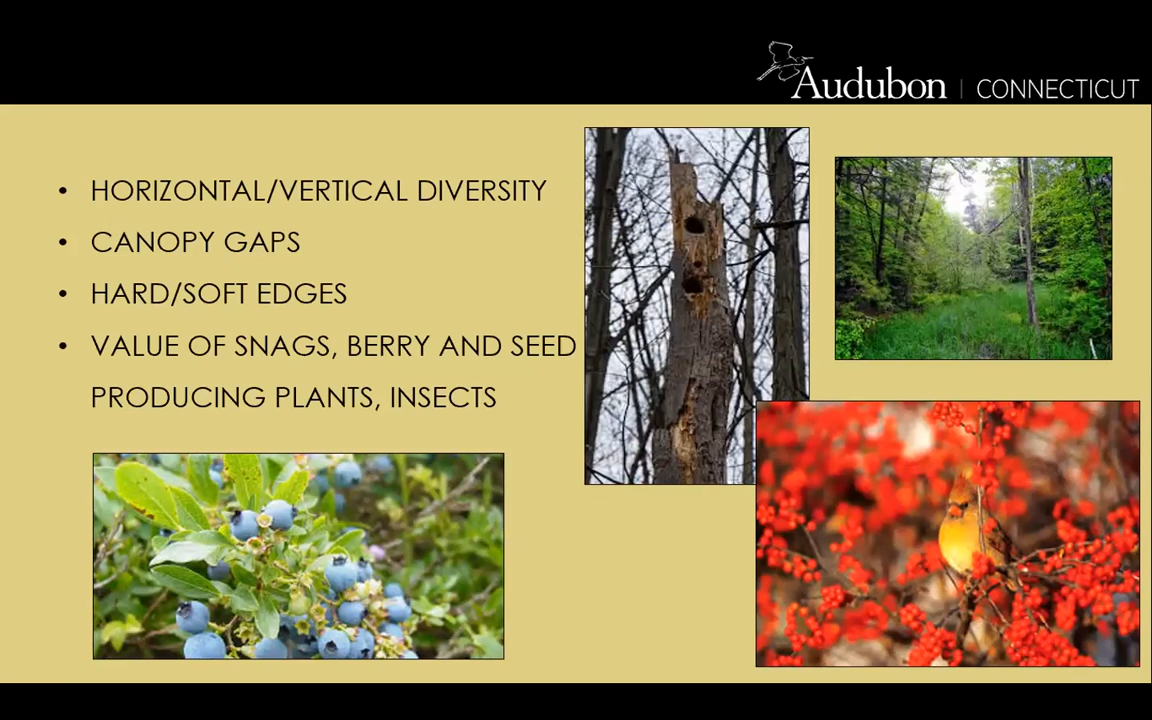 Audubon | CONNECTICUT
• HORIZONTAL/VERTICAL DIVERSITY
• CANOPY GAPS
• HARD/SOFT EDGES
• VALUE OF SNAGS, BERRY AND SEED
PRODUCING PLANTS, INSECTS